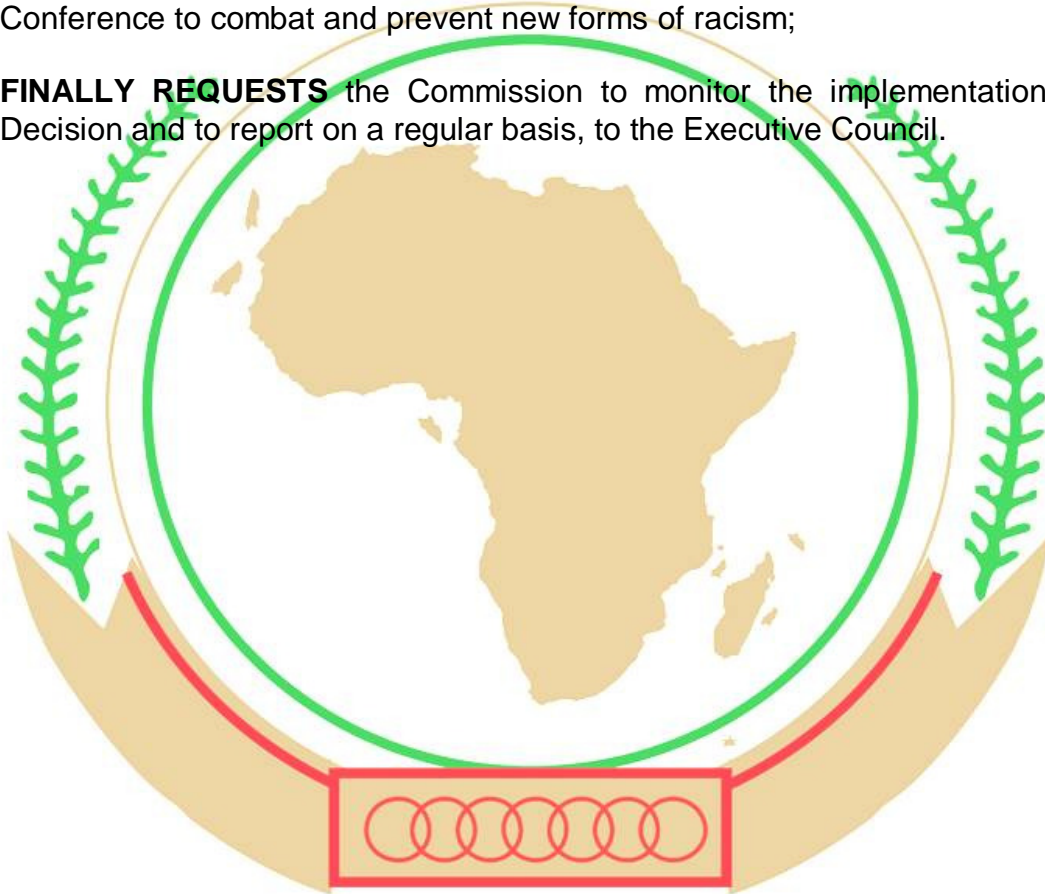 Conference to combat and prevent new forms of racism;
FINALLY REQUESTS the Commission to monitor the implementation
Decision and to report on a regular basis, to the Executive Council.